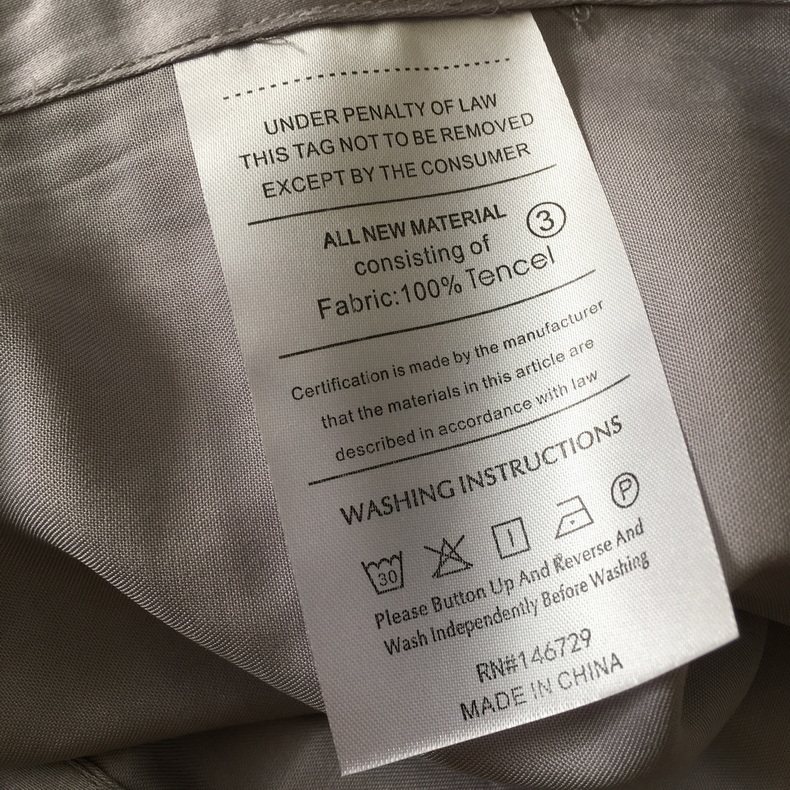 UNDER PENALTY OF LAW
THIS TAG NOT TO BE REMOVED
EXCEPT BY THE CONSUMER
ALL NEW MATERIAL ③
consisting of
Fabric:100% Tencel
Certification is made by the manufacturer
that the materials in this article are
described in accordance with law
WASHING INSTRUCTIONS
30 P
Please Button Up And Reverse And
Wash Independently Before Washing
RN#146729
MADE IN CHINA